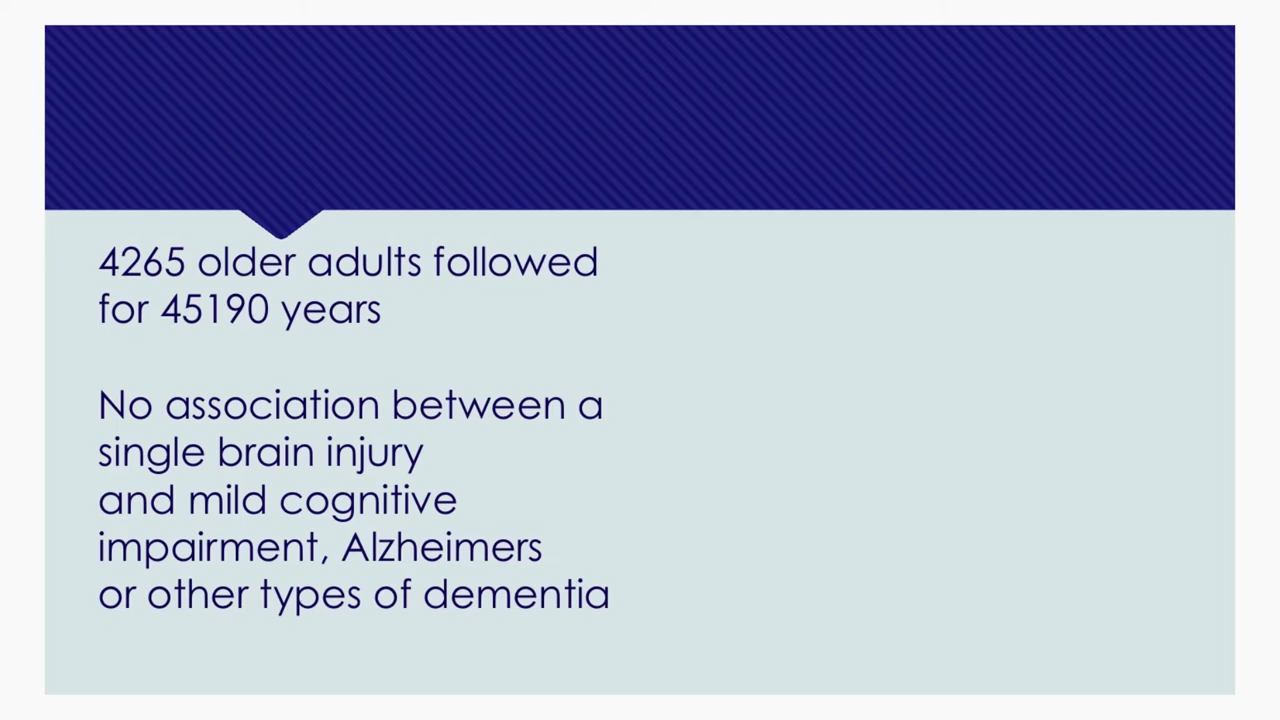 4265 older adults followed
for 45190 years
No association between a
single brain injury
and mild cognitive
impairment, Alzheimers
or other types of dementia